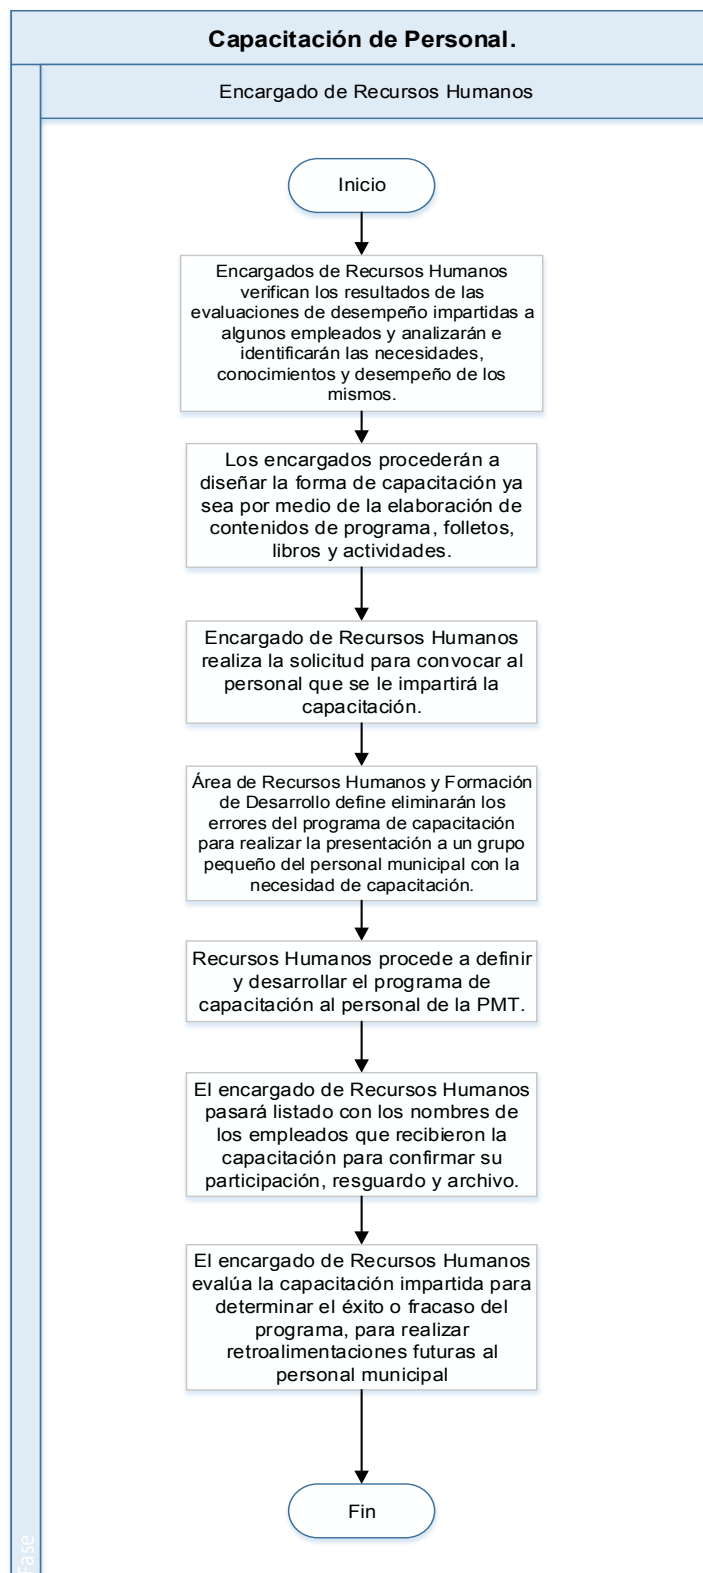 Capacitación de Personal.
Encargado de Recursos Humanos
Inicio
Encargados de Recursos Humanos
verifican los resultados de las
evaluaciones de desempeño impartidas a
algunos empleados y analizarán e
identificarán las necesidades,
conocimientos y desempeño de los
mismos.
Los encargados procederán a
diseñar la forma de capacitación ya
sea por medio de la elaboración de
contenidos de programa, folletos,
libros y actividades.
Encargado de Recursos Humanos
realiza la solicitud para convocar al
personal que se le impartirá la
capacitación.
Área de Recursos Humanos y Formación
de Desarrollo define eliminarán los
errores del programa de capacitación
para realizar la presentación a un grupo
pequeño del personal municipal con la
necesidad de capacitación.
Recursos Humanos procede a definir
y desarrollar el programa de
capacitación al personal de la PMT.
El encargado de Recursos Humanos
pasará listado con los nombres de
los empleados que recibieron la
capacitación para confirmar su
participación, resguardo y archivo.
El encargado de Recursos Humanos
evalúa la capacitación impartida para
determinar el éxito o fracaso del
programa, para realizar
retroalimentaciones futuras al
personal municipal
Fin
Fase